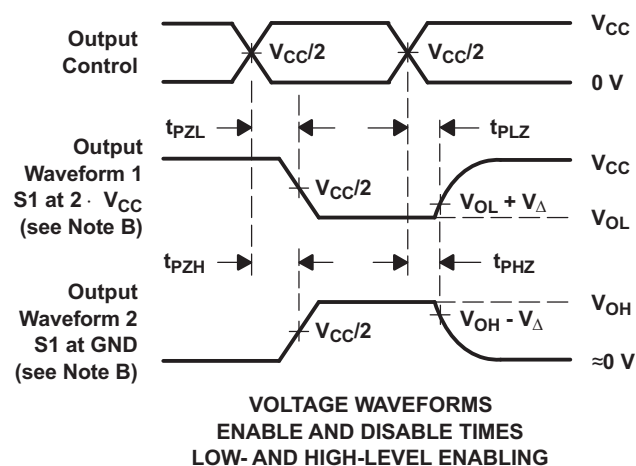 Output
Control
V_CC/2
V_CC/2
V_CC
0 V
t_PZL
t_PLZ
Output
Waveform 1
S1 at 2 · V_CC
(see Note B)
V_CC/2
V_CC
V_OL + V_Δ
V_OL
t_PZH
t_PHZ
Output
Waveform 2
S1 at GND
(see Note B)
V_CC/2
V_OH
V_OH - V_Δ
≈0 V
VOLTAGE WAVEFORMS
ENABLE AND DISABLE TIMES
LOW- AND HIGH-LEVEL ENABLING